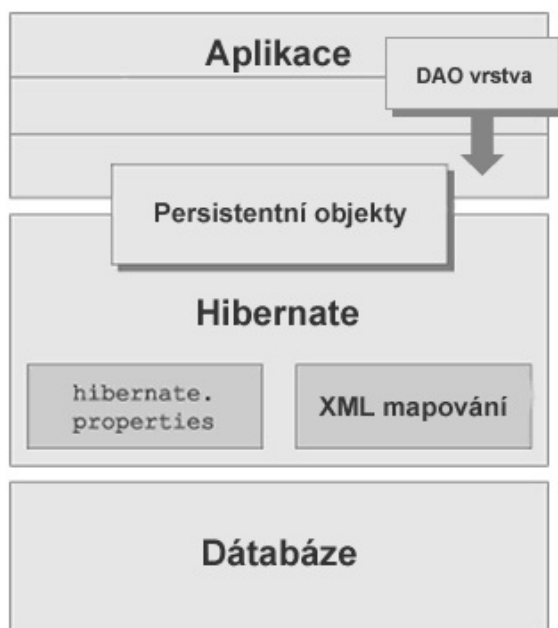 Aplikace
DAO vrstva
Persistentní objekty
Hibernate
hibernate.
properties
XML mapování
Dátabáze